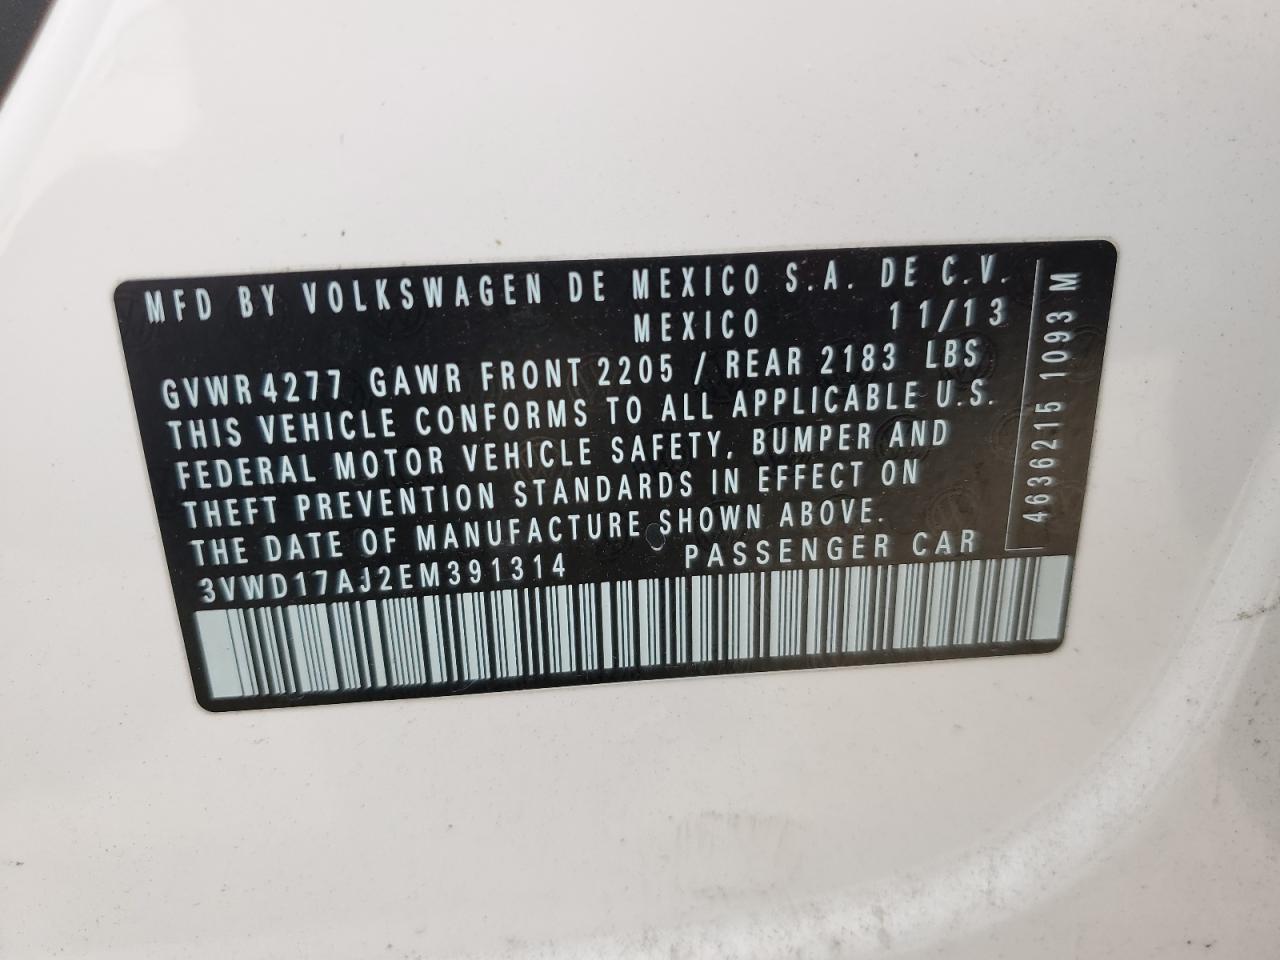 MFD BY VOLKSWAGEN DE MEXICO S.A. DE C.V.
MEXICO 11/13
GVWR 4277 GAWR FRONT 2205 / REAR 2183 LBS
THIS VEHICLE CONFORMS TO ALL APPLICABLE U.S.
FEDERAL MOTOR VEHICLE SAFETY, BUMPER AND
THEFT PREVENTION STANDARDS IN EFFECT ON
THE DATE OF MANUFACTURE SHOWN ABOVE.
3VWD17AJ2EM391314 PASSENGER CAR
4636215 1093 M